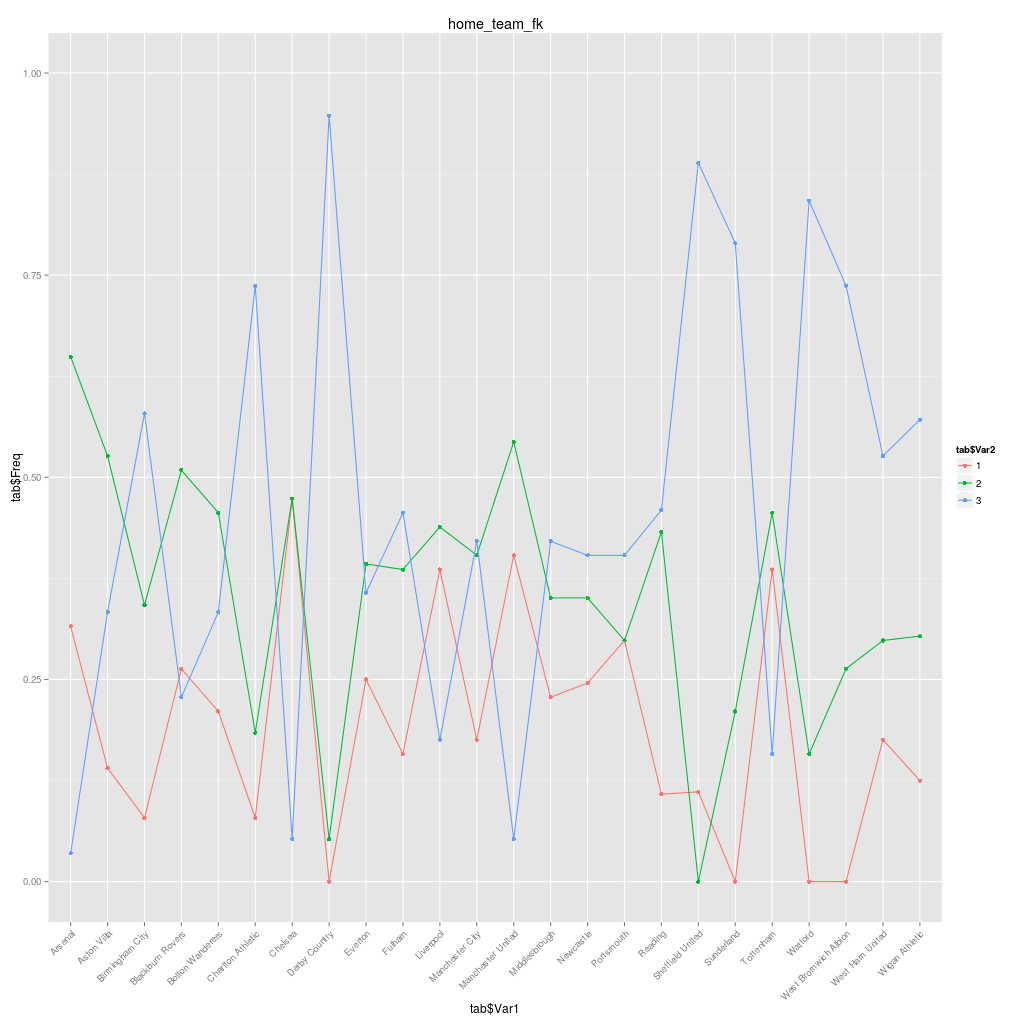 home_team_fk
1.00
0.75
0.50
0.25
0.00
tab$Freq
tab$Var2
1
2
3
Arsenal
Aston Villa
Birmingham City
Blackburn Rovers
Bolton Wanderers
Charlton Athletic
Chelsea
Derby Country
Everton
Fulham
Liverpool
Manchester City
Manchester United
Middlesbrough
Newcastle
Portsmouth
Reading
Sheffield United
Sunderland
Tottenham
Watford
West Bromwich Albion
West Ham United
Wigan Athletic
tab$Var1